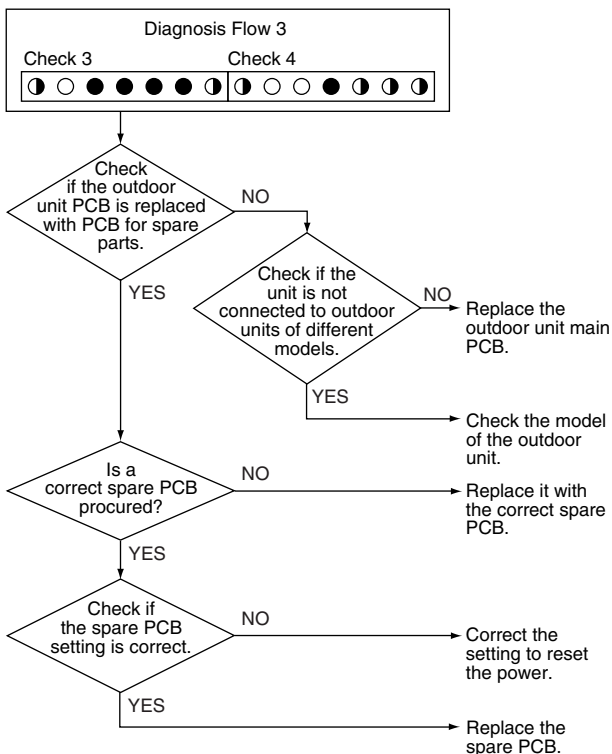 Diagnosis Flow 3
Check 3
Check 4
Check
if the outdoor
unit PCB is replaced
with PCB for spare
parts.
NO
YES
Check if the
unit is not
connected to outdoor
units of different
models.
NO
Replace the
outdoor unit main
PCB.
YES
Check the model
of the outdoor
unit.
Is a
correct spare PCB
procured?
NO
Replace it with
the correct spare
PCB.
YES
Check if
the spare PCB
setting is correct.
NO
Correct the
setting to reset
the power.
YES
Replace the
spare PCB.